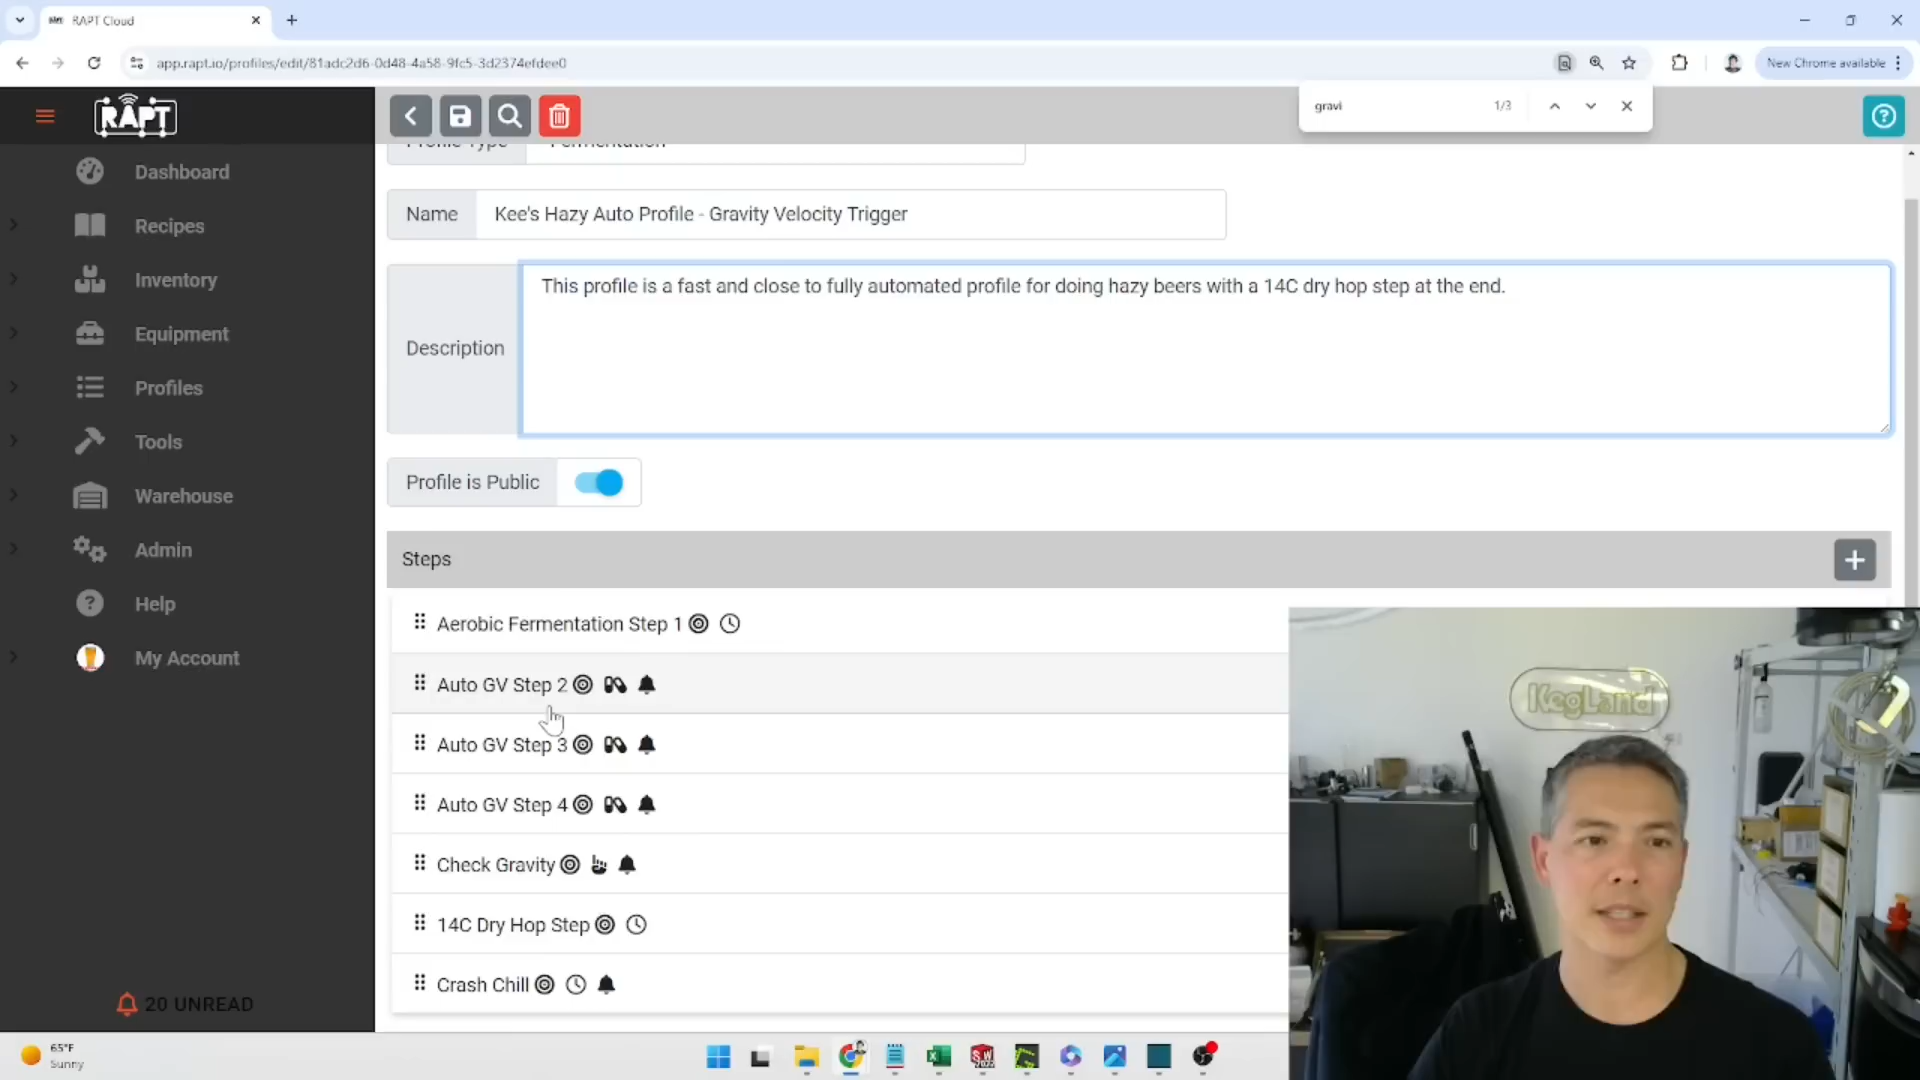 RAPT Cloud
app.rapt.io/profiles/edit/81adc2d6-0d48-4a58-9fc5-3d2374efdee0
New Chrome available
gravi 1/3
RAPT
Dashboard
Recipes
Inventory
Equipment
Profiles
Tools
Warehouse
Admin
Help
My Account
20 UNREAD
Profile Type Fermentation
Name Kee's Hazy Auto Profile - Gravity Velocity Trigger
Description This profile is a fast and close to fully automated profile for doing hazy beers with a 14C dry hop step at the end.
Profile is Public
Steps
Aerobic Fermentation Step 1
Auto GV Step 2
Auto GV Step 3
Auto GV Step 4
Check Gravity
14C Dry Hop Step
Crash Chill
KegLand
65°F
Sunny